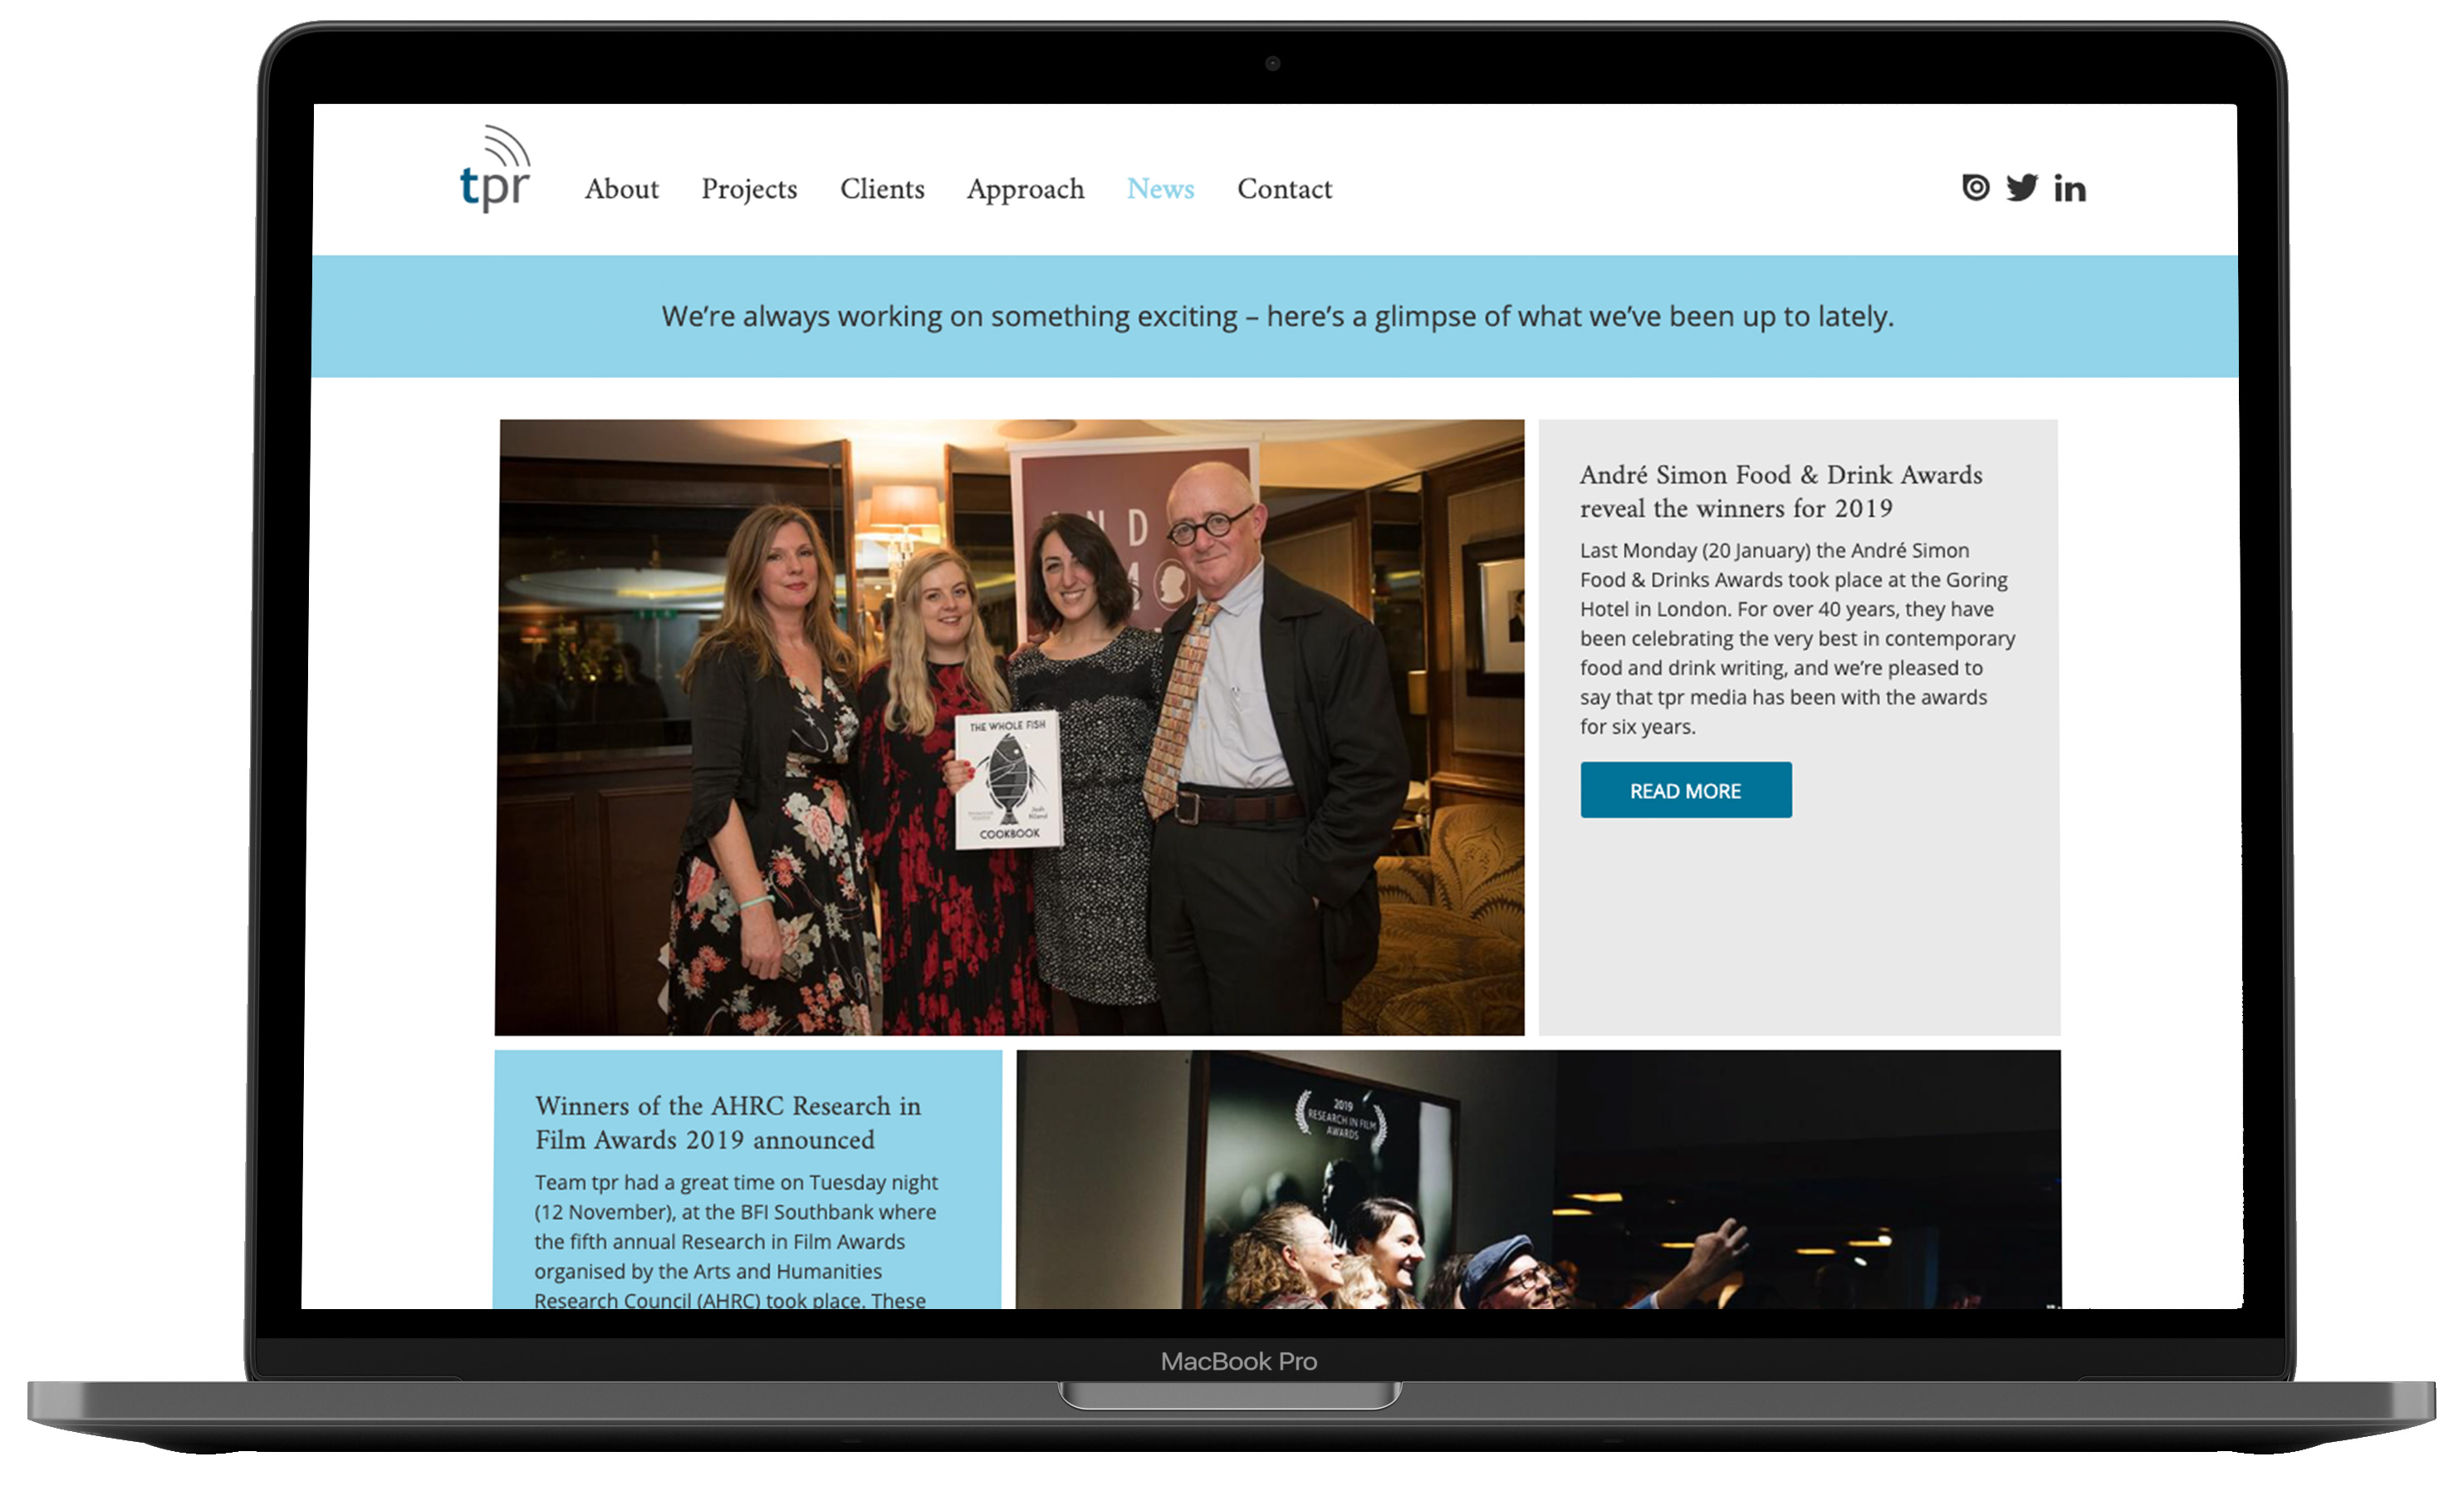 tpr
About Projects Clients Approach News Contact
in
We're always working on something exciting – here's a glimpse of what we've been up to lately.
AND
M
THE WHOLE FISH
Josh
Niland
COOKBOOK
André Simon Food & Drink Awards
reveal the winners for 2019
Last Monday (20 January) the André Simon
Food & Drinks Awards took place at the Goring
Hotel in London. For over 40 years, they have
been celebrating the very best in contemporary
food and drink writing, and we're pleased to
say that tpr media has been with the awards
for six years.
READ MORE
Winners of the AHRC Research in
Film Awards 2019 announced
Team tpr had a great time on Tuesday night
(12 November), at the BFI Southbank where
the fifth annual Research in Film Awards
organised by the Arts and Humanities
Research Council (AHRC) took place. These
2019
RESEARCH IN FILM
AWARDS
MacBook Pro